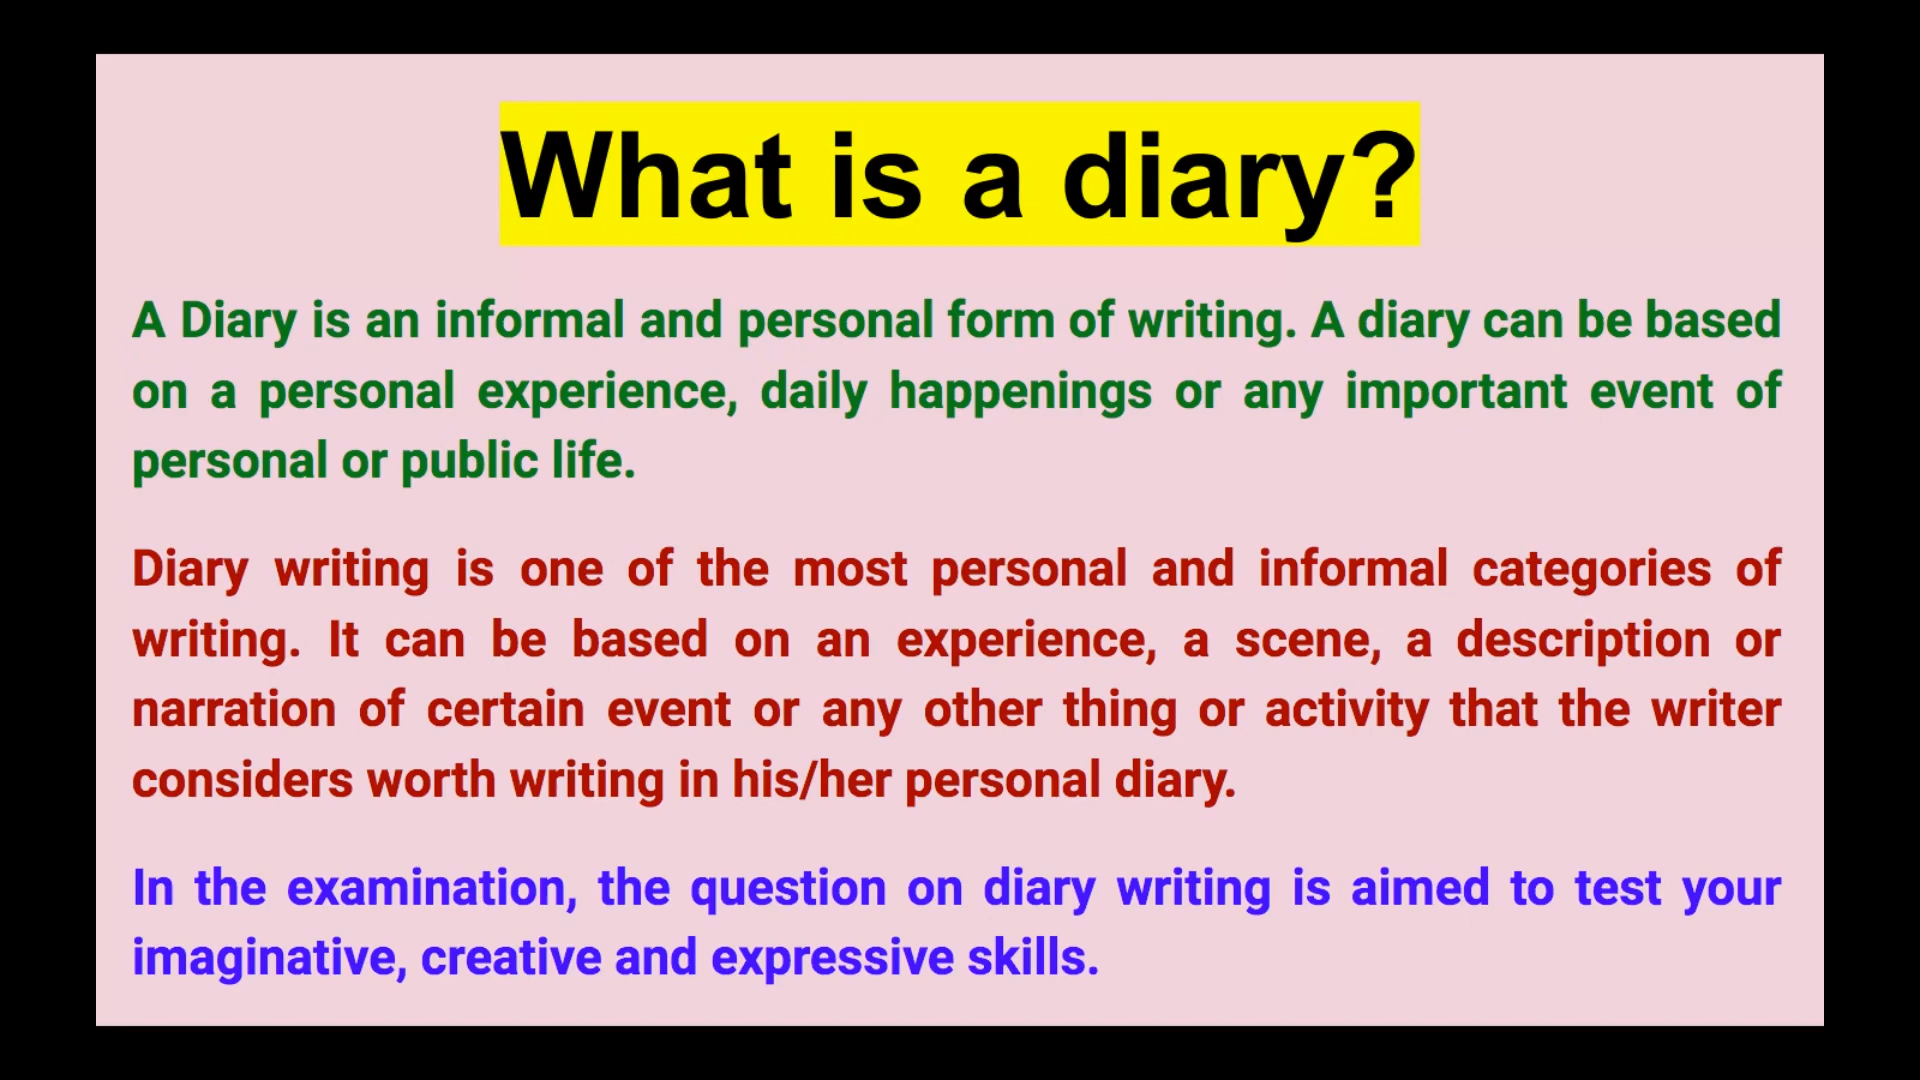 What is a diary?
A Diary is an informal and personal form of writing. A diary can be based
on a personal experience, daily happenings or any important event of
personal or public life.
Diary writing is one of the most personal and informal categories of
writing. It can be based on an experience, a scene, a description or
narration of certain event or any other thing or activity that the writer
considers worth writing in his/her personal diary.
In the examination, the question on diary writing is aimed to test your
imaginative, creative and expressive skills.